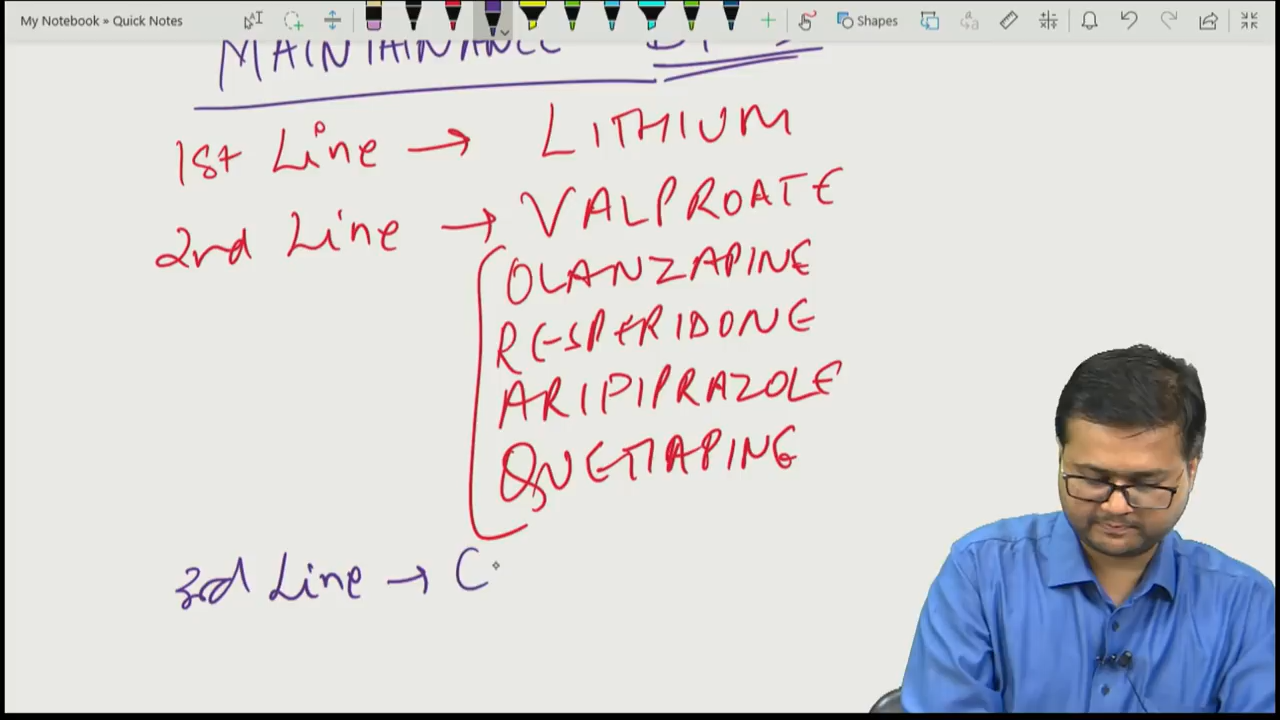 My Notebook » Quick Notes
Shapes
MAINTAINANCE
1st Line → LITHIUM
2nd Line → VALPROATE
OLANZAPINE
RESPERIDONE
ARIPIPRAZOLE
QUETIAPINE
3rd Line → C